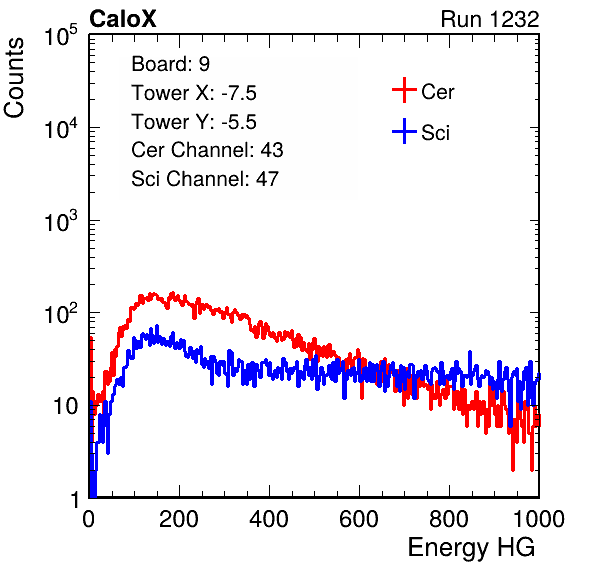 CaloX Run 1232
Counts
10^5
10^4
10^3
10^2
10
1
Board: 9
Tower X: -7.5
Tower Y: -5.5
Cer Channel: 43
Sci Channel: 47
Cer
Sci
0 200 400 600 800 1000
Energy HG